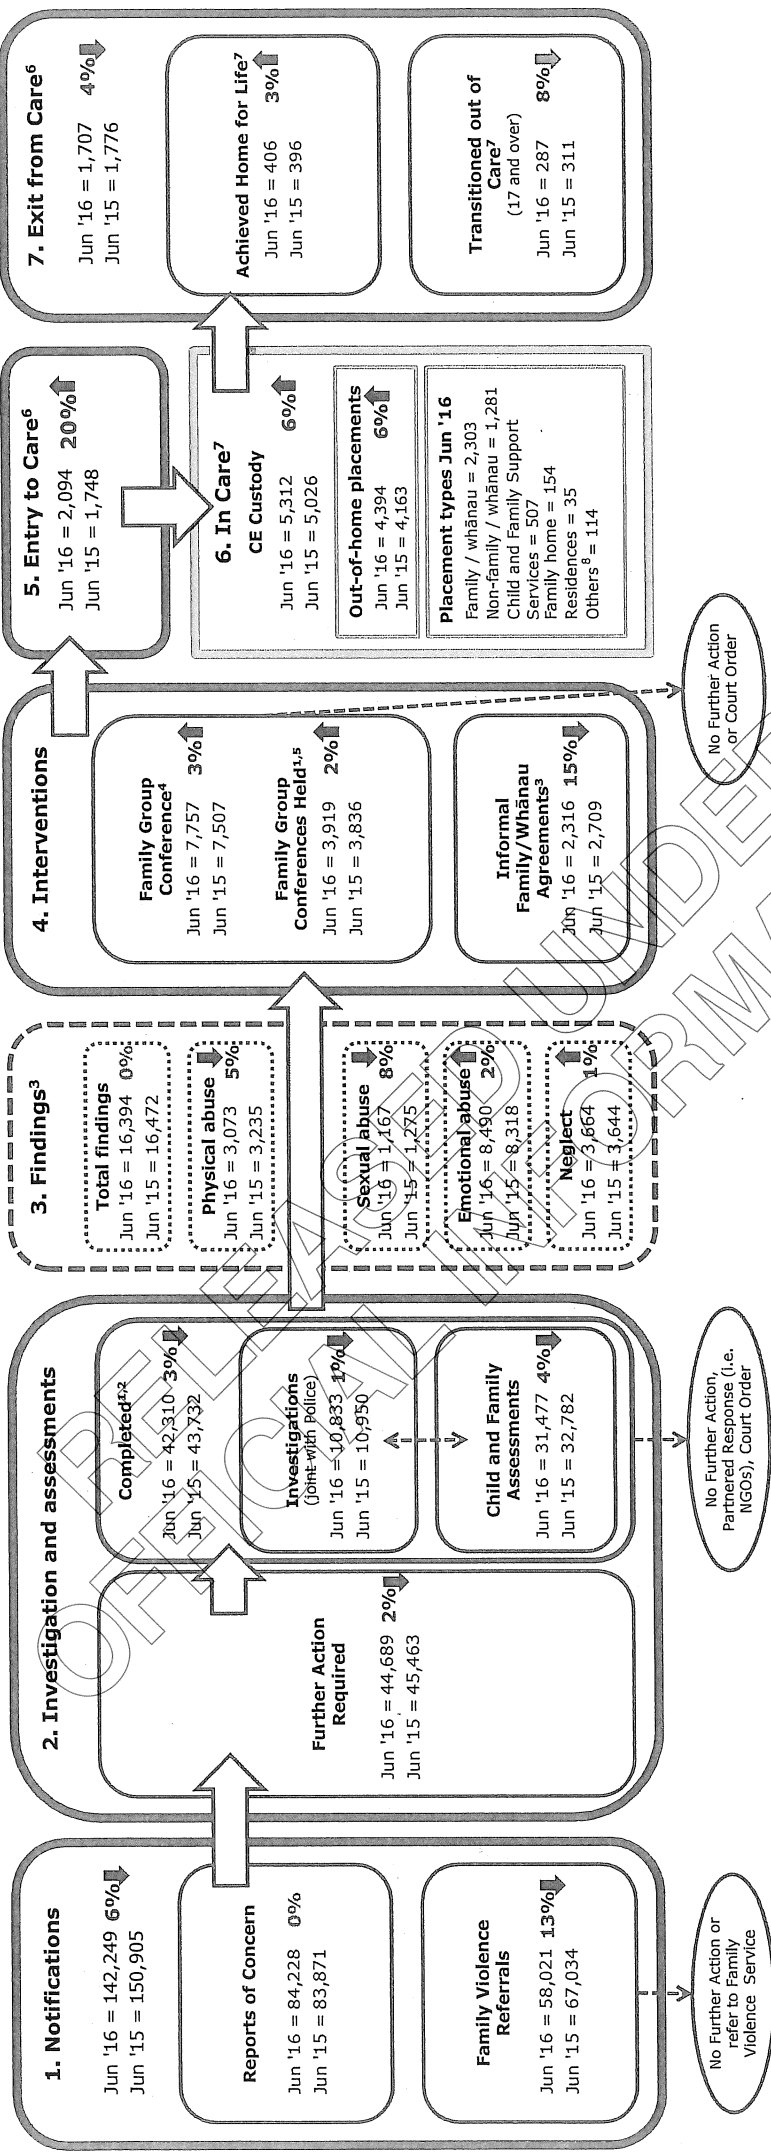 1. Notifications
Jun '16 = 142,249 6%
Jun '15 = 150,905
Reports of Concern
Jun '16 = 84,228 0%
Jun '15 = 83,871
Family Violence
Referrals
Jun '16 = 58,021 13%
Jun '15 = 67,034
No Further Action or
refer to Family
Violence Service
2. Investigation and assessments
Further Action
Required
Jun '16 = 44,689 2%
Jun '15 = 45,463
Completed¹,²
Jun '16 = 42,310 3%
Jun '15 = 43,732
Investigations
(joint with Police)
Jun '16 = 10,833 1%
Jun '15 = 10,950
Child and Family
Assessments
Jun '16 = 31,477 4%
Jun '15 = 32,782
No Further Action,
Partnered Response (i.e.
NGOs), Court Order
3. Findings³
Total findings
Jun '16 = 16,394 0%
Jun '15 = 16,472
Physical abuse
Jun '16 = 3,073 5%
Jun '15 = 3,235
Sexual abuse
Jun '16 = 1,167 8%
Jun '15 = 1,275
Emotional abuse
Jun '16 = 8,490 2%
Jun '15 = 8,318
Neglect
Jun '16 = 3,664 1%
Jun '15 = 3,644
4. Interventions
Family Group
Conference⁴
Jun '16 = 7,757 3%
Jun '15 = 7,507
Family Group
Conferences Held¹,⁵
Jun '16 = 3,919 2%
Jun '15 = 3,836
Informal
Family/Whānau
Agreements³
Jun '16 = 2,316 15%
Jun '15 = 2,709
No Further Action
or Court Order
5. Entry to Care⁶
Jun '16 = 2,094 20%
Jun '15 = 1,748
6. In Care⁷
CE Custody
Jun '16 = 5,312 6%
Jun '15 = 5,026
Out-of-home placements
Jun '16 = 4,394 6%
Jun '15 = 4,163
Placement types Jun '16
Family / whānau = 2,303
Non-family / whānau = 1,281
Child and Family Support
Services = 507
Family home = 154
Residences = 35
Others⁸ = 114
7. Exit from Care⁶
Jun '16 = 1,707 4%
Jun '15 = 1,776
Achieved Home for Life⁷
Jun '16 = 406 3%
Jun '15 = 396
Transitioned out of
Care⁷
(17 and over)
Jun '16 = 287 8%
Jun '15 = 311
RELEASED UNDER
OFFICIAL INFORMA